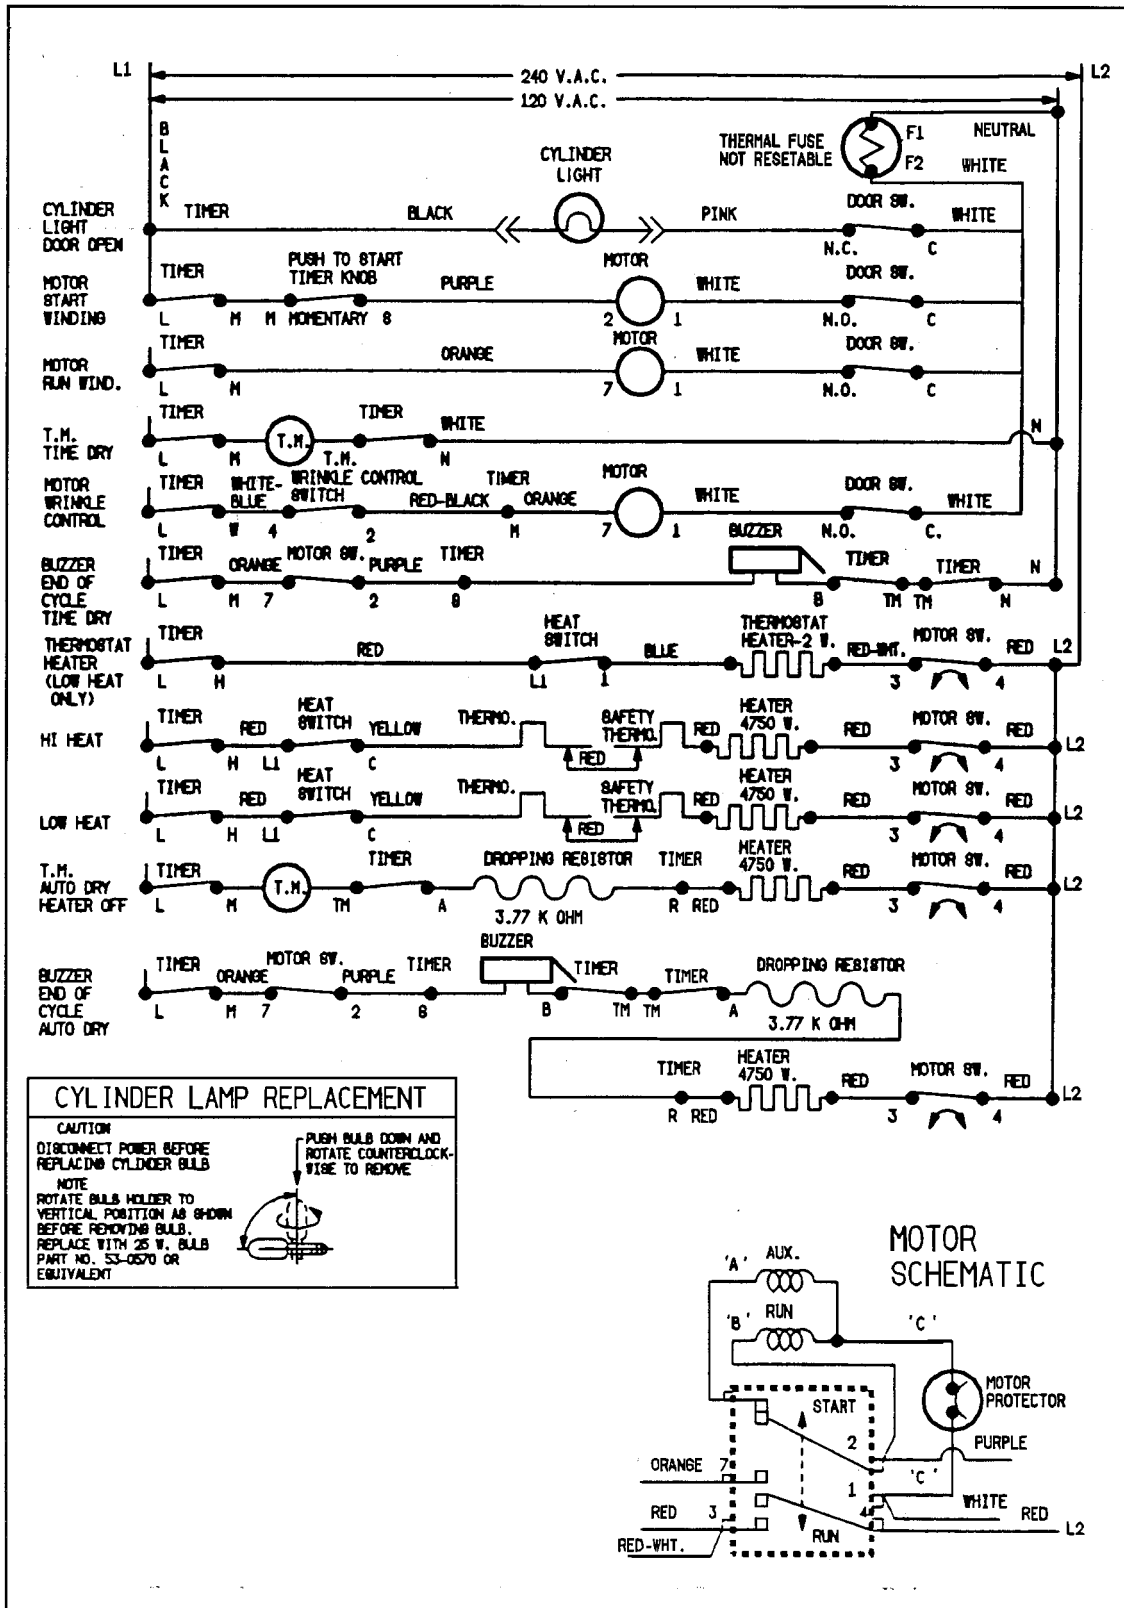 L1
240 V.A.C.
L2
120 V.A.C.
BLACK
THERMAL FUSE
NOT RESETABLE
F1
NEUTRAL
F2
WHITE
CYLINDER
LIGHT
CYLINDER
LIGHT
DOOR OPEN
TIMER
BLACK
PINK
DOOR SW.
WHITE
N.C.
C
MOTOR
START
WINDING
TIMER
PUSH TO START
TIMER KNOB
PURPLE
MOTOR
WHITE
DOOR SW.
L
M
M
MOMENTARY
S
2
1
N.O.
C
MOTOR
RUN WIND.
TIMER
ORANGE
MOTOR
WHITE
DOOR SW.
L
M
7
1
N.O.
C
T.M.
TIME DRY
TIMER
T.M.
TIMER
WHITE
N
L
M
T.M.
N
MOTOR
WRINKLE
CONTROL
TIMER
WHITE-
BLUE
WRINKLE CONTROL
SWITCH
RED-BLACK
TIMER
ORANGE
MOTOR
WHITE
DOOR SW.
WHITE
L
W
4
2
M
7
1
N.O.
C.
BUZZER
END OF
CYCLE
TIME DRY
TIMER
ORANGE
MOTOR SW.
PURPLE
TIMER
BUZZER
TIMER
TIMER
N
L
M
7
2
S
B
TM
TM
N
THERMOSTAT
HEATER
(LOW HEAT
ONLY)
TIMER
RED
HEAT
SWITCH
BLUE
THERMOSTAT
HEATER-2 W.
RED-WHT.
MOTOR SW.
RED
L2
L
H
L1
1
3
4
HI HEAT
TIMER
RED
HEAT
SWITCH
YELLOW
THERMO.
RED
SAFETY
THERMO.
RED
HEATER
4750 W.
RED
MOTOR SW.
RED
L2
L
H
L1
C
3
4
LOW HEAT
TIMER
RED
HEAT
SWITCH
YELLOW
THERMO.
RED
SAFETY
THERMO.
RED
HEATER
4750 W.
RED
MOTOR SW.
RED
L2
L
H
L1
C
3
4
T.M.
AUTO DRY
HEATER OFF
TIMER
T.M.
TIMER
DROPPING RESISTOR
TIMER
HEATER
4750 W.
RED
MOTOR SW.
RED
L2
L
M
TM
A
3.77 K OHM
R
RED
3
4
BUZZER
END OF
CYCLE
AUTO DRY
TIMER
ORANGE
MOTOR SW.
PURPLE
TIMER
BUZZER
TIMER
TIMER
DROPPING RESISTOR
L
M
7
2
S
B
TM
TM
A
3.77 K OHM
TIMER
HEATER
4750 W.
RED
MOTOR SW.
RED
L2
R
RED
3
4
CYLINDER LAMP REPLACEMENT
CAUTION
DISCONNECT POWER BEFORE
REPLACING CYLINDER BULB
NOTE
ROTATE BULB HOLDER TO
VERTICAL POSITION AS SHOWN
BEFORE REMOVING BULB.
REPLACE WITH 25 W. BULB
PART NO. 53-0570 OR
EQUIVALENT
PUSH BULB DOWN AND
ROTATE COUNTERCLOCK-
WISE TO REMOVE
MOTOR
SCHEMATIC
'A'
AUX.
'B'
RUN
'C'
MOTOR
PROTECTOR
START
2
PURPLE
ORANGE
7
1
'C'
WHITE
RED
3
4
RED
L2
RUN
RED-WHT.